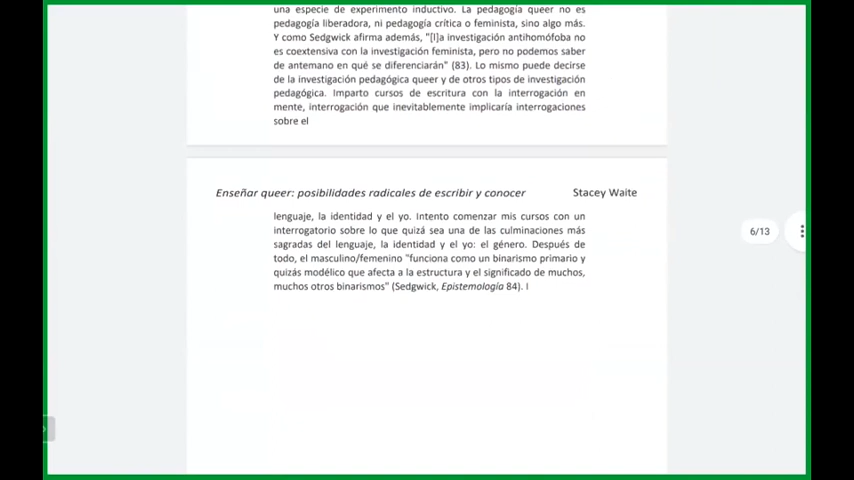 una especie de experimento inductivo. La pedagogía queer no es
pedagogía liberadora, ni pedagogía crítica o feminista, sino algo más.
Y como Sedgwick afirma además, "[l]a investigación antihomófoba no
es coextensiva con la investigación feminista, pero no podemos saber
de antemano en qué se diferenciarán" (83). Lo mismo puede decirse
de la investigación pedagógica queer y de otros tipos de investigación
pedagógica. Imparto cursos de escritura con la interrogación en
mente, interrogación que inevitablemente implicaría interrogaciones
sobre el
Enseñar queer: posibilidades radicales de escribir y conocer Stacey Waite
lenguaje, la identidad y el yo. Intento comenzar mis cursos con un
interrogatorio sobre lo que quizá sea una de las culminaciones más
sagradas del lenguaje, la identidad y el yo: el género. Después de
todo, el masculino/femenino "funciona como un binarismo primario y
quizás modélico que afecta a la estructura y el significado de muchos,
muchos otros binarismos" (Sedgwick, Epistemología 84). I
6/13